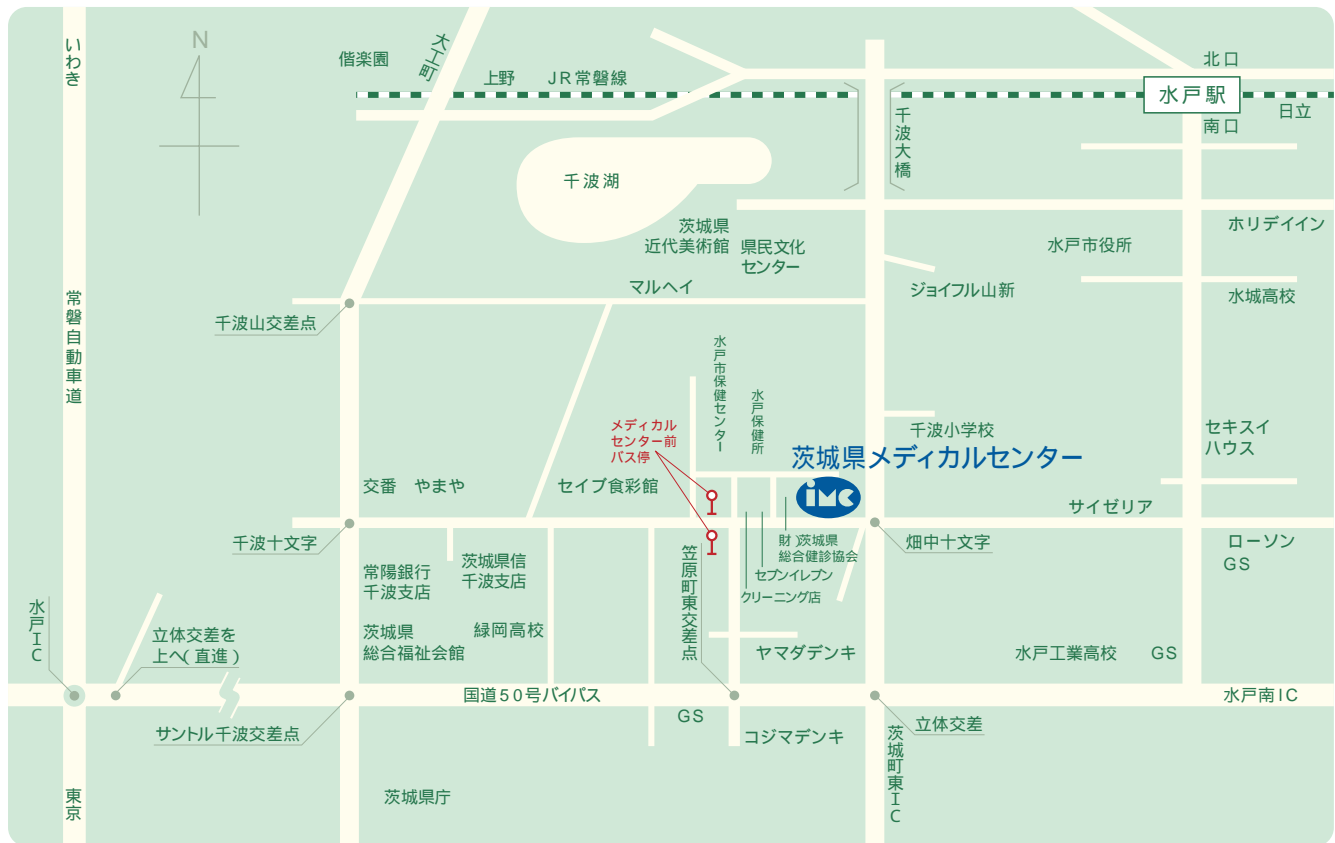 いわき
N
偕楽園
大工町
上野
JR常磐線
北口
水戸駅
日立
南口
千波大橋
千波湖
茨城県
近代美術館
県民文化
センター
水戸市役所
ホリデイイン
マルヘイ
ジョイフル山新
水城高校
常磐自動車道
千波山交差点
水戸市保健センター
水戸保健所
メディカル
センター前
バス停
千波小学校
セキスイ
ハウス
茨城県メディカルセンター
iMC
交番　やまや
セイブ食彩館
サイゼリア
千波十文字
畑中十文字
ローソン
GS
財)茨城県
総合健診協会
セブンイレブン
クリーニング店
笠原町東交差点
常陽銀行
千波支店
茨城県信
千波支店
水戸IC
立体交差を
上へ(直進)
茨城県
総合福祉会館
緑岡高校
ヤマダデンキ
水戸工業高校
GS
国道50号バイパス
水戸南IC
サントル千波交差点
GS
コジマデンキ
立体交差
茨城町東IC
東京
茨城県庁